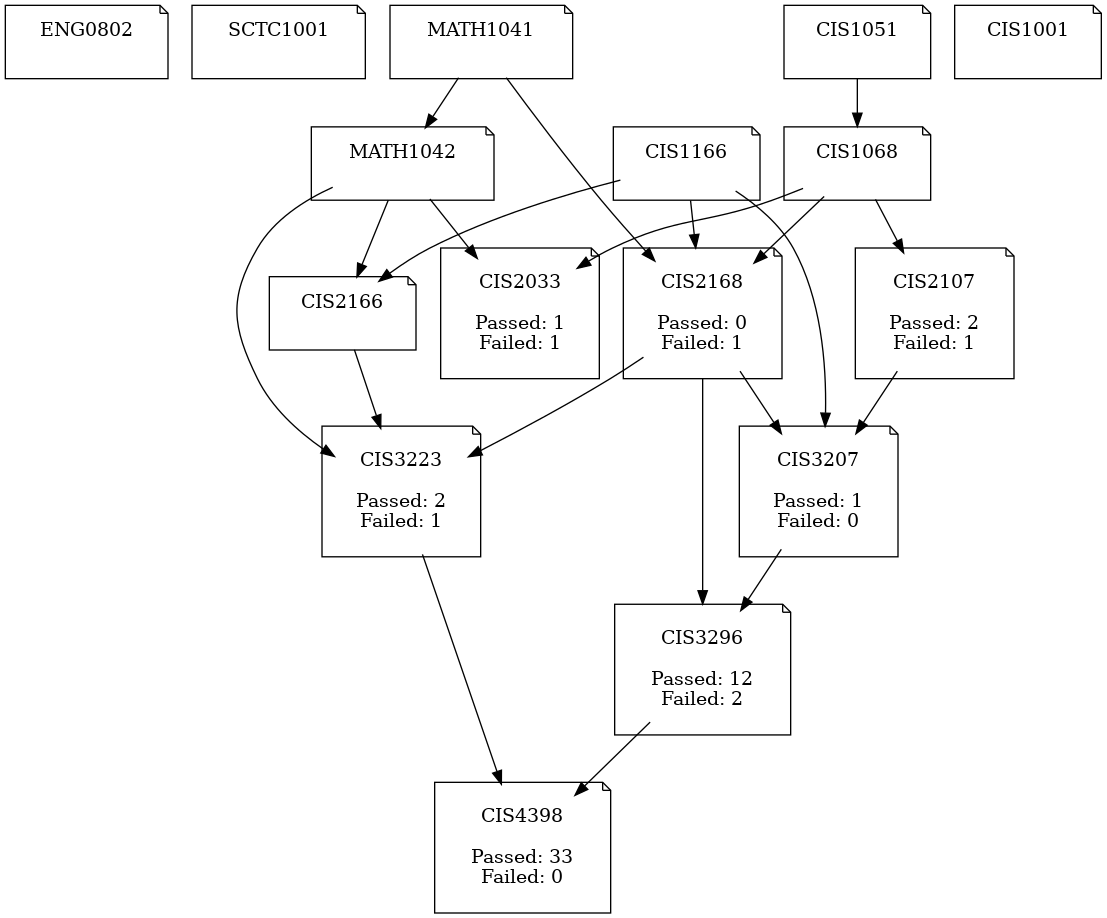 ENG0802
SCTC1001
MATH1041
CIS1051
CIS1001
MATH1042
CIS1166
CIS1068
CIS2166
CIS2033
Passed: 1
Failed: 1
CIS2168
Passed: 0
Failed: 1
CIS2107
Passed: 2
Failed: 1
CIS3223
Passed: 2
Failed: 1
CIS3207
Passed: 1
Failed: 0
CIS3296
Passed: 12
Failed: 2
CIS4398
Passed: 33
Failed: 0